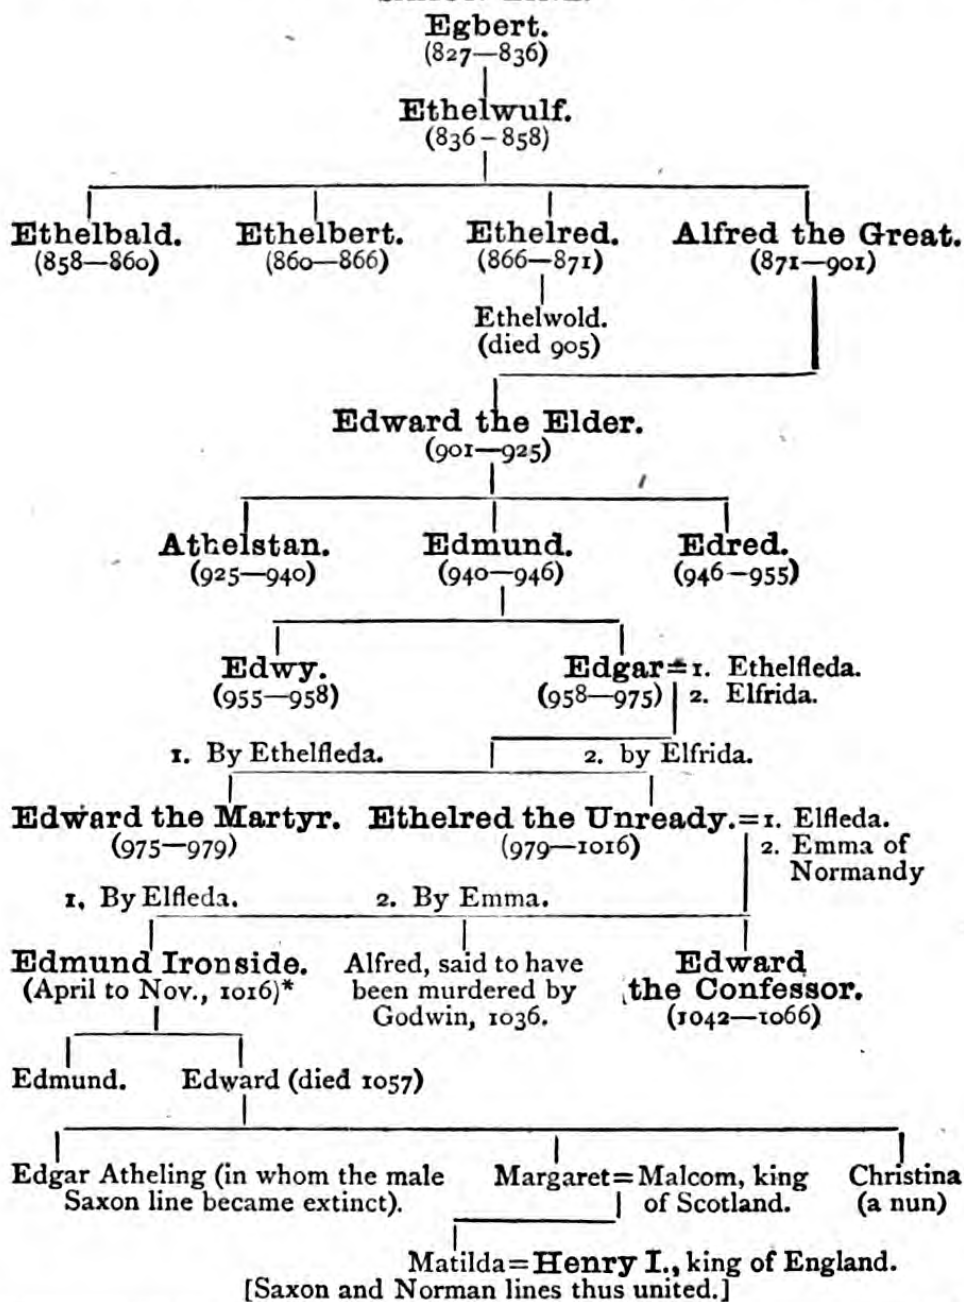 Egbert.
(827—836)
Ethelwulf.
(836–858)
Ethelbald. Ethelbert. Ethelred. Alfred the Great.
(858—860) (860—866) (866—871) (871—901)
Ethelwold.
(died 905)
Edward the Elder.
(901—925)
Athelstan. Edmund. Edred.
(925—940) (940—946) (946–955)
Edwy. Edgar = 1. Ethelfleda.
(955—958) (958—975) 2. Elfrida.
1. By Ethelfleda. 2. by Elfrida.
Edward the Martyr. Ethelred the Unready. = 1. Elfleda.
(975—979) (979—1016) 2. Emma of
Normandy
1, By Elfleda. 2. By Emma.
Edmund Ironside. Alfred, said to have Edward
(April to Nov., 1016)* been murdered by the Confessor.
Godwin, 1036. (1042—1066)
Edmund. Edward (died 1057)
Edgar Atheling (in whom the male Margaret = Malcom, king Christina
Saxon line became extinct). of Scotland. (a nun)
Matilda = Henry I., king of England.
[Saxon and Norman lines thus united.]